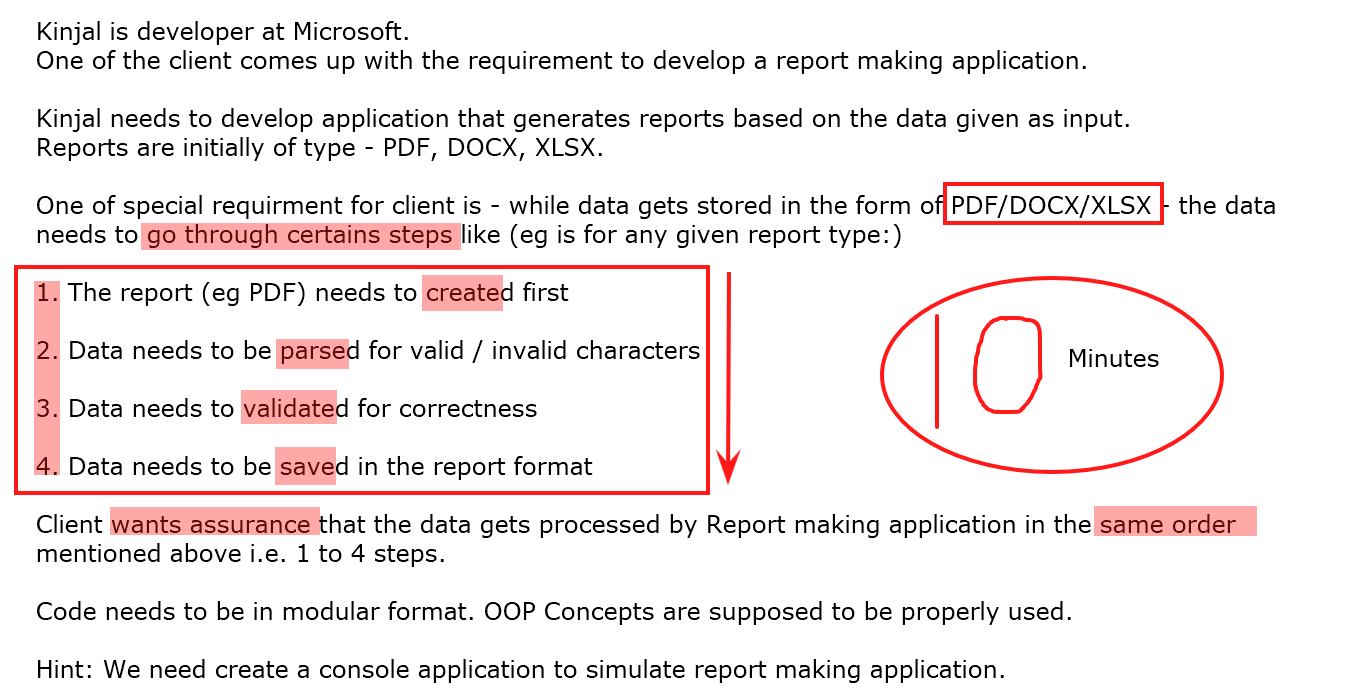 Kinjal is developer at Microsoft.
One of the client comes up with the requirement to develop a report making application.
Kinjal needs to develop application that generates reports based on the data given as input.
Reports are initially of type - PDF, DOCX, XLSX.
One of special requirment for client is - while data gets stored in the form of PDF/DOCX/XLSX - the data
needs to go through certains steps like (eg is for any given report type:)
1. The report (eg PDF) needs to created first
2. Data needs to be parsed for valid / invalid characters
3. Data needs to validated for correctness
4. Data needs to be saved in the report format
10 Minutes
Client wants assurance that the data gets processed by Report making application in the same order
mentioned above i.e. 1 to 4 steps.
Code needs to be in modular format. OOP Concepts are supposed to be properly used.
Hint: We need create a console application to simulate report making application.